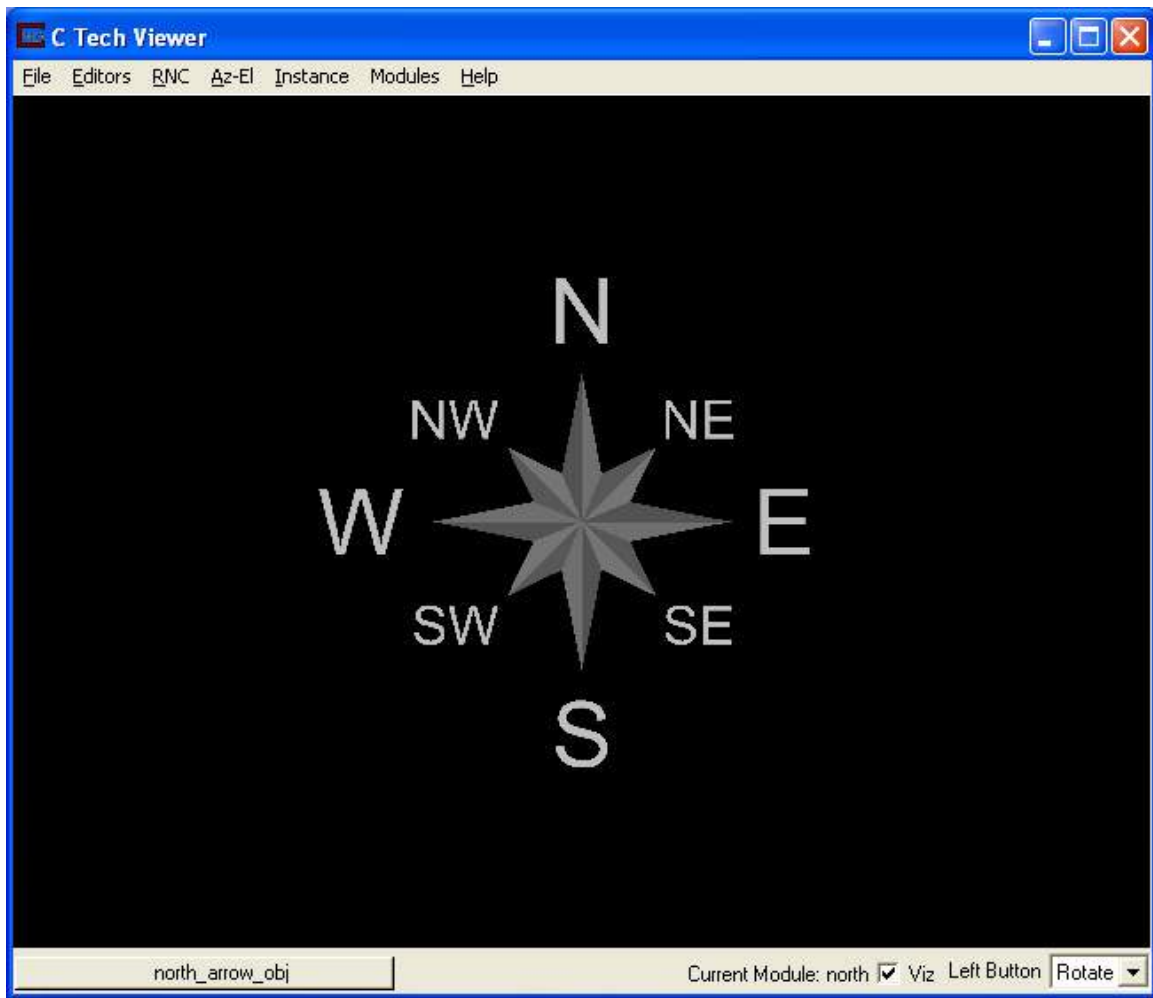 C Tech Viewer
File Editors RNC Az-El Instance Modules Help
N
NW NE
W E
SW SE
S
north_arrow_obj Current Module: north Viz Left Button Rotate